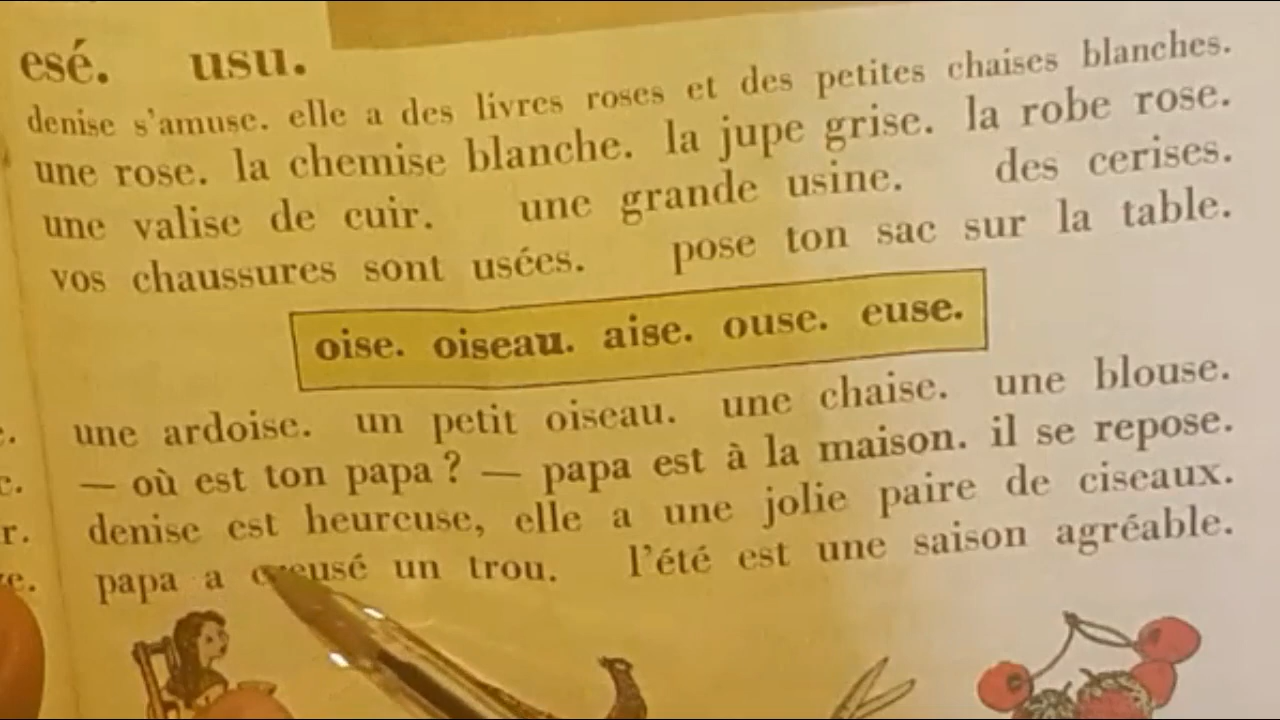 esé. usu.
denise s'amuse. elle a des livres roses et des petites chaises blanches.
une rose. la chemise blanche. la jupe grise. la robe rose.
une valise de cuir. une grande usine. des cerises.
vos chaussures sont usées. pose ton sac sur la table.
oise. oiseau. aise. ouse. euse.
une ardoise. un petit oiseau. une chaise. une blouse.
— où est ton papa ? — papa est à la maison. il se repose.
denise est heureuse, elle a une jolie paire de ciseaux.
papa a creusé un trou. l'été est une saison agréable.